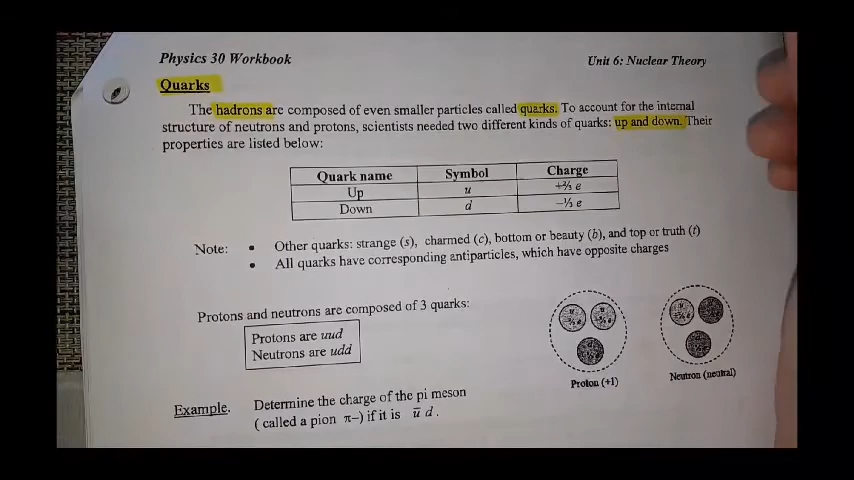 Physics 30 Workbook
Unit 6: Nuclear Theory
Quarks
The hadrons are composed of even smaller particles called quarks. To account for the internal
structure of neutrons and protons, scientists needed two different kinds of quarks: up and down. Their
properties are listed below:
Quark name Symbol Charge
Up u +⅔ e
Down d −⅓ e
Note: • Other quarks: strange (s), charmed (c), bottom or beauty (b), and top or truth (t)
• All quarks have corresponding antiparticles, which have opposite charges
Protons and neutrons are composed of 3 quarks:
Protons are uud
Neutrons are udd
Proton (+1)
Neutron (neutral)
Example. Determine the charge of the pi meson
(called a pion π–) if it is u̅ d.